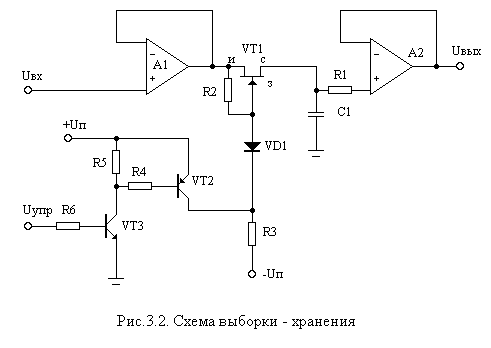 Uвых
VT1
A2
и
с
A1
Uвх
R2
з
R1
C1
+Uп
VD1
R5
R4
VT2
Uупр
R6
VT3
R3
-Uп
Рис.3.2. Схема выборки - хранения